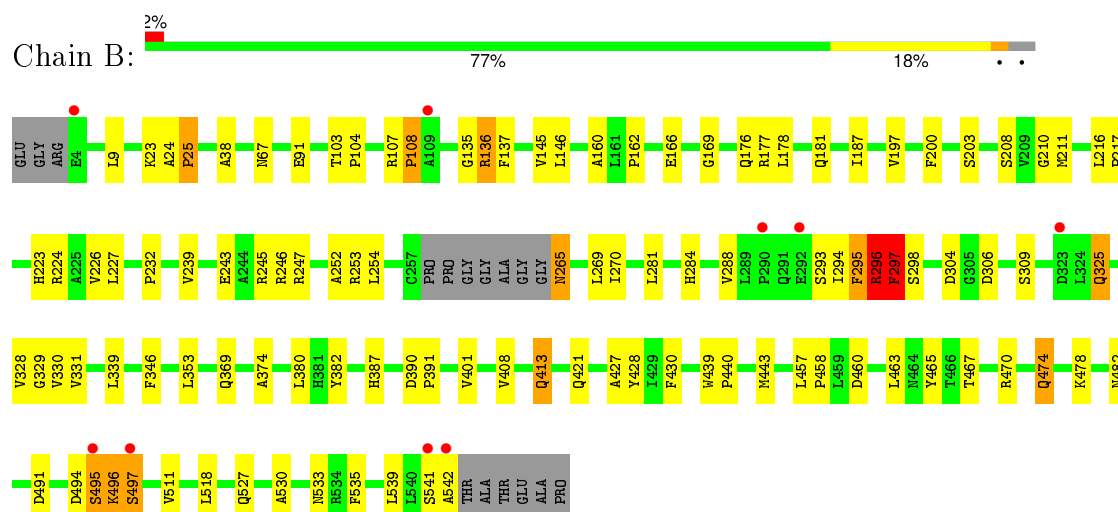 2%
Chain B:
77% 18% • •
GLU GLY ARG E4 L9 K23 A24 P25 A38 N67 E91 T103 P104 R107 P108 A109 G135 R136 F137 V145 L146 A160 L161 P162 E166 G169 Q176 R177 L178 Q181 I187 V197 F200 S203 S208 V209 G210 M211 L216 P217
H223 R224 A225 V226 L227 P232 V239 E243 A244 R245 R246 R247 A252 R253 L254 C257 PRO PRO GLY GLY ALA GLY GLY N265 L269 I270 L281 H284 V288 L289 P290 Q291 E292 S293 I294 F295 R296 F297 S298 D304 G305 D306 S309 D323 L324 Q325
V328 G329 V330 V331 L339 F346 L353 Q369 A374 L380 H381 Y382 H387 D390 P391 V401 V408 Q413 Q421 A427 Y428 I429 F430 W439 P440 M443 L457 P458 L459 D460 L463 N464 Y465 T466 T467 R470 Q474 K478 N482
D491 D494 S495 K496 S497 V511 L518 Q527 A530 N533 R534 F535 L539 L540 S541 A542 THR ALA THR GLU ALA PRO